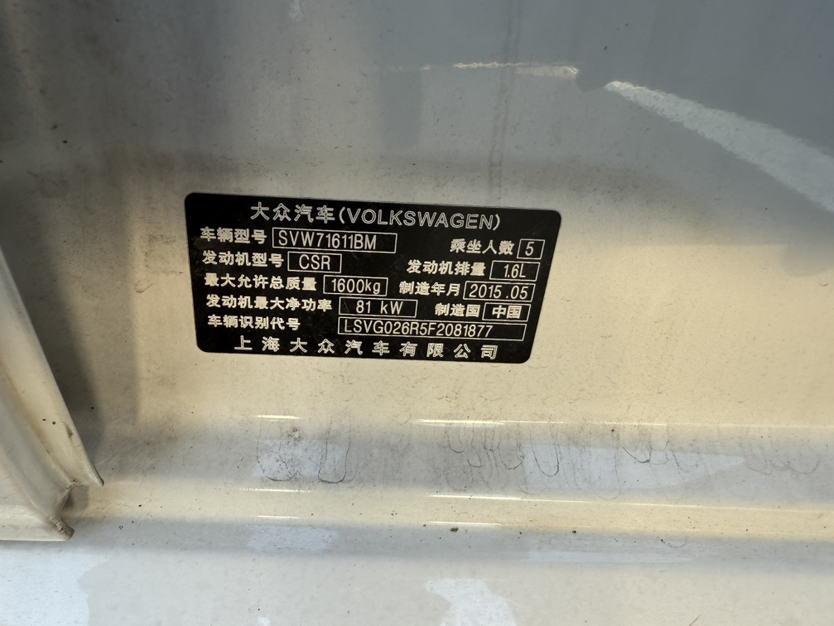 大众汽车(VOLKSWAGEN)
车辆型号 SVW71611BM 乘坐人数 5
发动机型号 CSR 发动机排量 1.6L
最大允许总质量 1600kg 制造年月 2015.05
发动机最大净功率 81 kW 制造国 中国
车辆识别代号 LSVG026R5F2081877
上海大众汽车有限公司